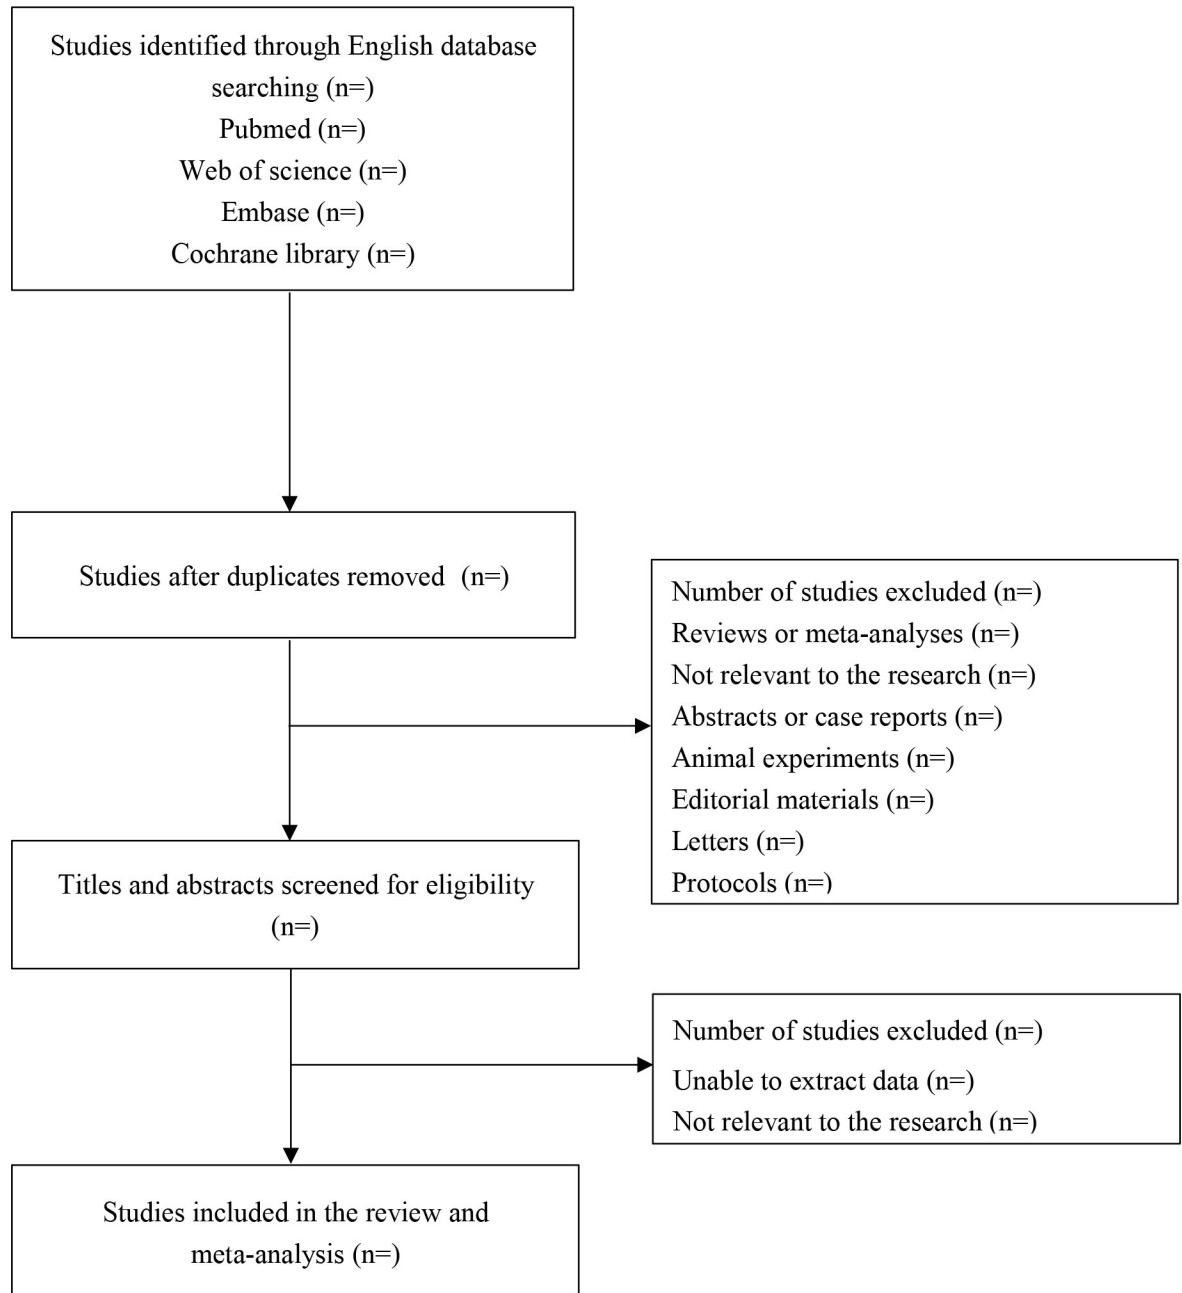 Studies identified through English database
searching (n=)
Pubmed (n=)
Web of science (n=)
Embase (n=)
Cochrane library (n=)
Studies after duplicates removed (n=)
Number of studies excluded (n=)
Reviews or meta-analyses (n=)
Not relevant to the research (n=)
Abstracts or case reports (n=)
Animal experiments (n=)
Editorial materials (n=)
Letters (n=)
Protocols (n=)
Titles and abstracts screened for eligibility
(n=)
Number of studies excluded (n=)
Unable to extract data (n=)
Not relevant to the research (n=)
Studies included in the review and
meta-analysis (n=)